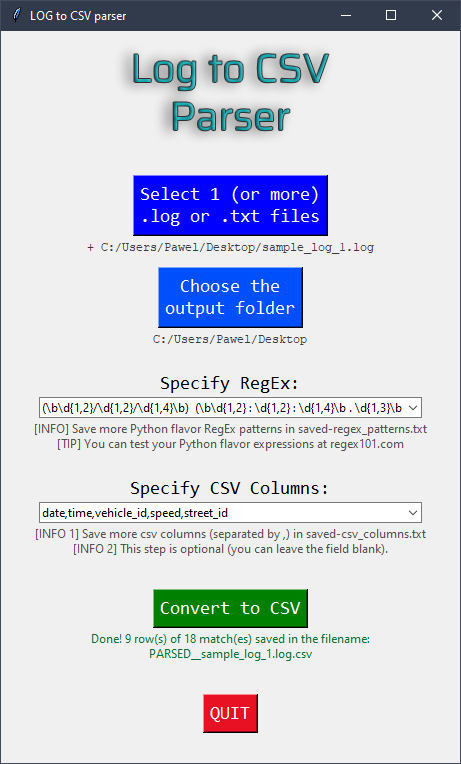 LOG to CSV parser
Log to CSV
Parser
Select 1 (or more)
.log or .txt files
+ C:/Users/Pawel/Desktop/sample_log_1.log
Choose the
output folder
C:/Users/Pawel/Desktop
Specify RegEx:
(\b\d{1,2}/\d{1,2}/\d{1,4}\b) (\b\d{1,2}:\d{1,2}:\d{1,4}\b.\d{1,3}\b
[INFO] Save more Python flavor RegEx patterns in saved-regex_patterns.txt
[TIP] You can test your Python flavor expressions at regex101.com
Specify CSV Columns:
date,time,vehicle_id,speed,street_id
[INFO 1] Save more csv columns (separated by ,) in saved-csv_columns.txt
[INFO 2] This step is optional (you can leave the field blank).
Convert to CSV
Done! 9 row(s) of 18 match(es) saved in the filename:
PARSED__sample_log_1.log.csv
QUIT